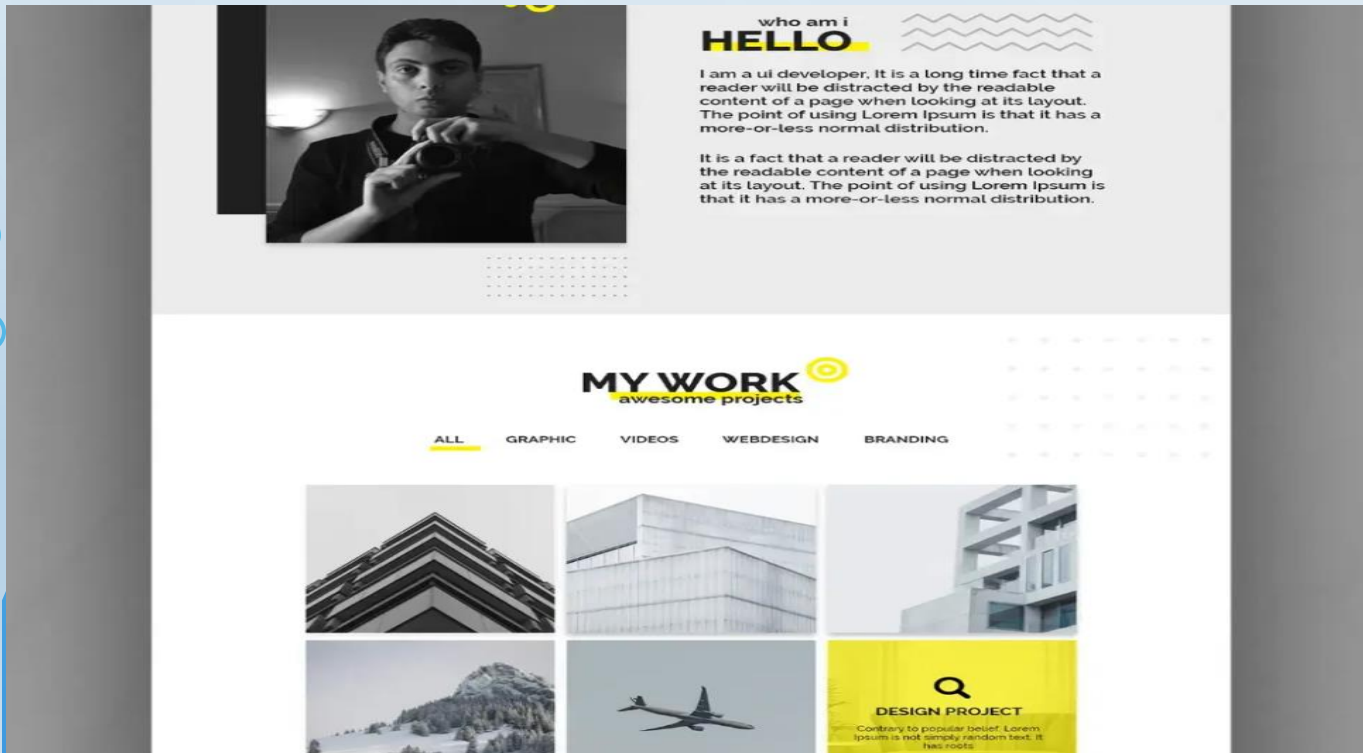 who am i
HELLO
I am a ui developer, It is a long time fact that a
reader will be distracted by the readable
content of a page when looking at its layout.
The point of using Lorem Ipsum is that it has a
more-or-less normal distribution.
It is a fact that a reader will be distracted by
the readable content of a page when looking
at its layout. The point of using Lorem Ipsum is
that it has a more-or-less normal distribution.
MY WORK
awesome projects
ALL GRAPHIC VIDEOS WEBDESIGN BRANDING
DESIGN PROJECT
Contrary to popular belief, Lorem
Ipsum is not simply random text. It
has roots